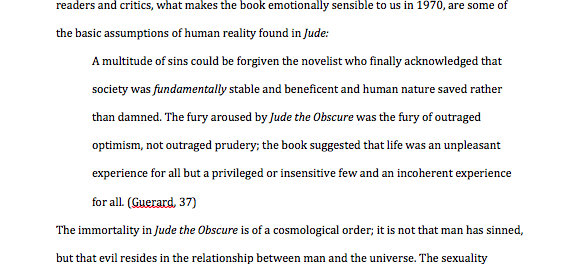 readers and critics, what makes the book emotionally sensible to us in 1970, are some of
the basic assumptions of human reality found in Jude:
A multitude of sins could be forgiven the novelist who finally acknowledged that
society was fundamentally stable and beneficent and human nature saved rather
than damned. The fury aroused by Jude the Obscure was the fury of outraged
optimism, not outraged prudery; the book suggested that life was an unpleasant
experience for all but a privileged or insensitive few and an incoherent experience
for all. (Guerard, 37)
The immortality in Jude the Obscure is of a cosmological order; it is not that man has sinned,
but that evil resides in the relationship between man and the universe. The sexuality